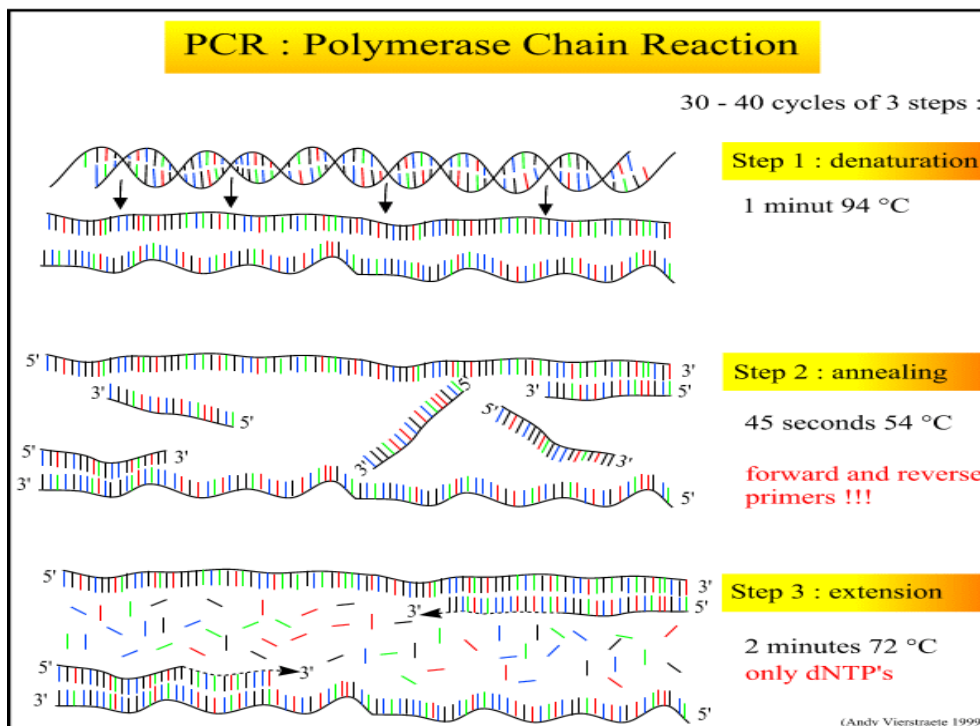 PCR : Polymerase Chain Reaction
30 - 40 cycles of 3 steps :
Step 1 : denaturation
1 minut 94 °C
5'
3'
3'
5'
5'
3'
5'
Step 2 : annealing
45 seconds 54 °C
5'
3'
5'
3'
3'
3'
5'
forward and reverse
primers !!!
5'
3'
3'
5'
Step 3 : extension
2 minutes 72 °C
only dNTP's
5'
3'
3'
5'
(Andy Vierstraete 1999